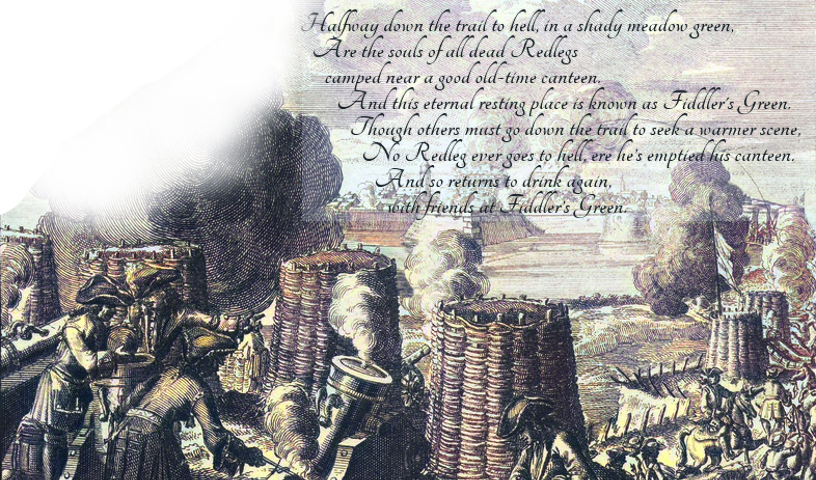 Halfway down the trail to hell, in a shady meadow green,
Are the souls of all dead Redlegs
camped near a good old-time canteen.
And this eternal resting place is known as Fiddler's Green.
Though others must go down the trail to seek a warmer scene,
No Redleg ever goes to hell, ere he's emptied his canteen.
And so returns to drink again,
with friends at Fiddler's Green.